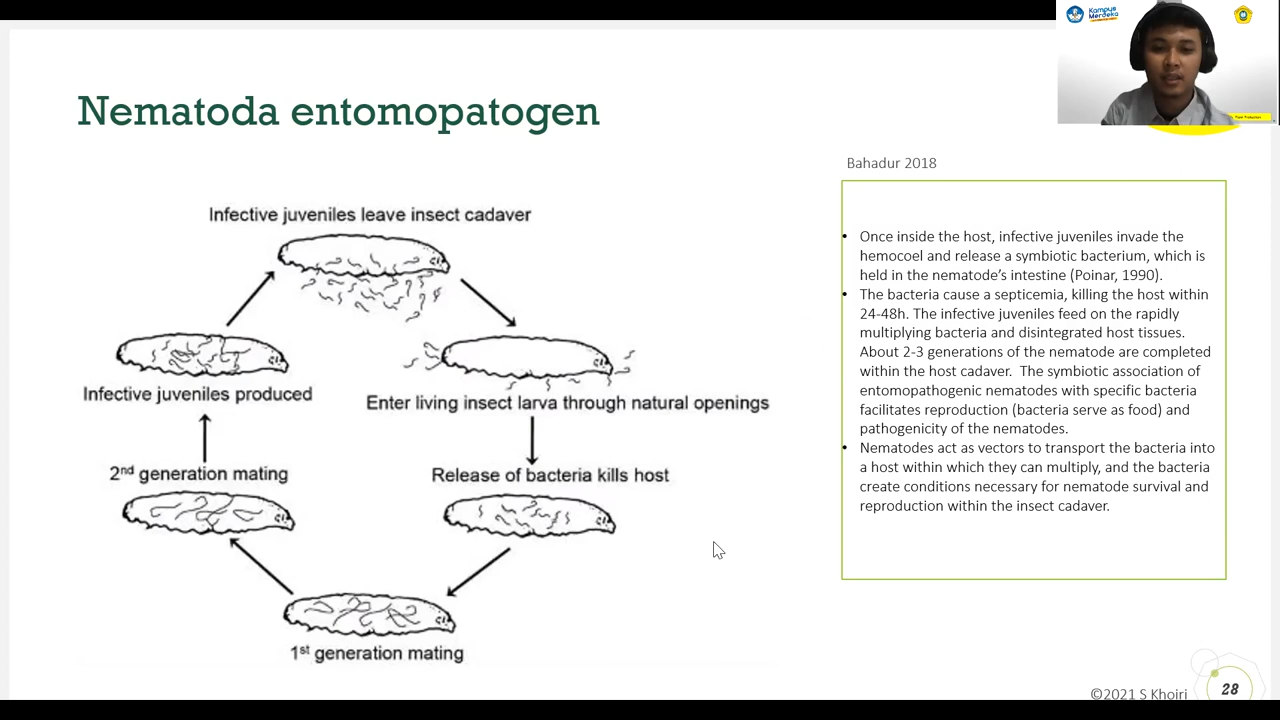 Kampus
Merdeka
Nematoda entomopatogen
Bahadur 2018
Infective juveniles leave insect cadaver
Infective juveniles produced
Enter living insect larva through natural openings
2nd generation mating
Release of bacteria kills host
1st generation mating
• Once inside the host, infective juveniles invade the
hemocoel and release a symbiotic bacterium, which is
held in the nematode’s intestine (Poinar, 1990).
• The bacteria cause a septicemia, killing the host within
24-48h. The infective juveniles feed on the rapidly
multiplying bacteria and disintegrated host tissues.
About 2-3 generations of the nematode are completed
within the host cadaver. The symbiotic association of
entomopathogenic nematodes with specific bacteria
facilitates reproduction (bacteria serve as food) and
pathogenicity of the nematodes.
• Nematodes act as vectors to transport the bacteria into
a host within which they can multiply, and the bacteria
create conditions necessary for nematode survival and
reproduction within the insect cadaver.
©2021 S Khoiri
28